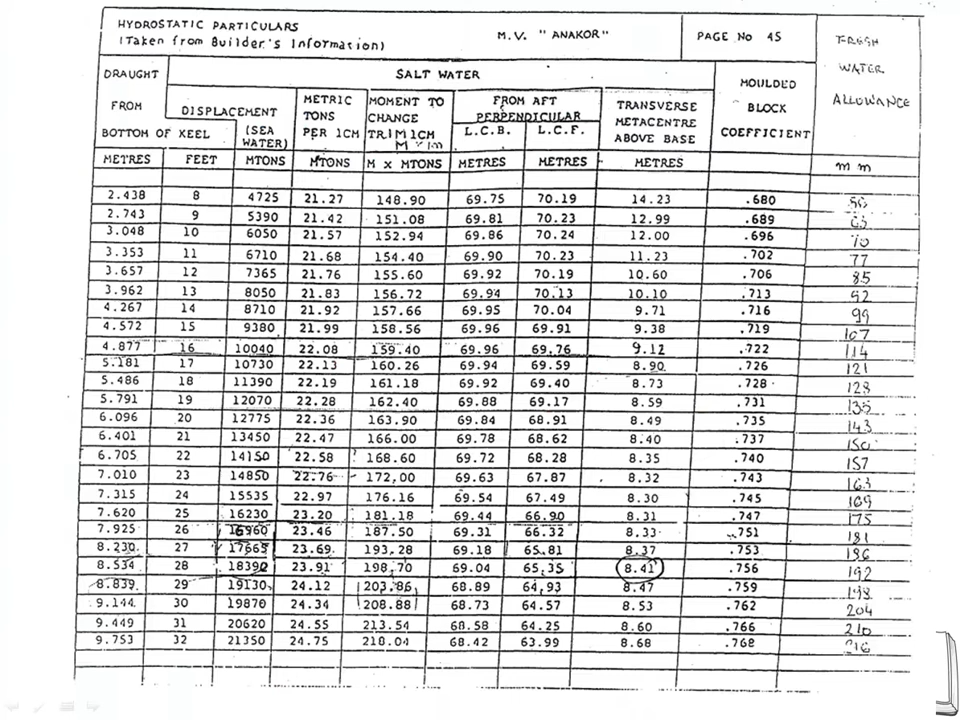 HYDROSTATIC PARTICULARS
(Taken from Builder's Information)
M.V. "ANAKOR"
PAGE No 45
FRESH
WATER
ALLOWANCE
DRAUGHT
FROM
BOTTOM OF KEEL
SALT WATER
DISPLACEMENT
(SEA
WATER)
METRIC
TONS
PER 1CM
MOMENT TO
CHANGE
TRIM 1CM
FROM AFT
PERPENDICULAR
L.C.B. L.C.F.
TRANSVERSE
METACENTRE
ABOVE BASE
MOULDED
BLOCK
COEFFICIENT
METRES FEET MTONS MTONS M x MTONS METRES METRES METRES mm
2.438 8 4725 21.27 148.90 69.75 70.19 14.23 .680
2.743 9 5390 21.42 151.08 69.81 70.23 12.99 .689 63
3.048 10 6050 21.57 152.94 69.86 70.24 12.00 .696 70
3.353 11 6710 21.68 154.40 69.90 70.23 11.23 .702 77
3.657 12 7365 21.76 155.60 69.92 70.19 10.60 .706 85
3.962 13 8050 21.83 156.72 69.94 70.13 10.10 .713 92
4.267 14 8710 21.92 157.66 69.95 70.04 9.71 .716 99
4.572 15 9380 21.99 158.56 69.96 69.91 9.38 .719 107
4.877 16 10040 22.08 159.40 69.96 69.76 9.12 .722 114
5.181 17 10730 22.13 160.26 69.94 69.59 8.90 .726 121
5.486 18 11390 22.19 161.18 69.92 69.40 8.73 .728 128
5.791 19 12070 22.28 162.40 69.88 69.17 8.59 .731 135
6.096 20 12775 22.36 163.90 69.84 68.91 8.49 .735 143
6.401 21 13450 22.47 166.00 69.78 68.62 8.40 .737 150
6.705 22 14150 22.58 168.60 69.72 68.28 8.35 .740 157
7.010 23 14850 22.76 172.00 69.63 67.87 8.32 .743 163
7.315 24 15535 22.97 176.16 69.54 67.49 8.30 .745 169
7.620 25 16230 23.20 181.18 69.44 66.90 8.31 .747 175
7.925 26 16960 23.46 187.50 69.31 66.32 8.33 .751 181
8.230 27 17665 23.69 193.28 69.18 65.81 8.37 .753 186
8.534 28 18390 23.91 198.70 69.04 65.35 8.41 .756 192
8.839 29 19130 24.12 203.86 68.89 64.93 8.47 .759 198
9.144 30 19870 24.34 208.88 68.73 64.57 8.53 .762 204
9.449 31 20620 24.55 213.54 68.58 64.25 8.60 .766 210
9.753 32 21350 24.75 218.04 68.42 63.99 8.68 .768 216